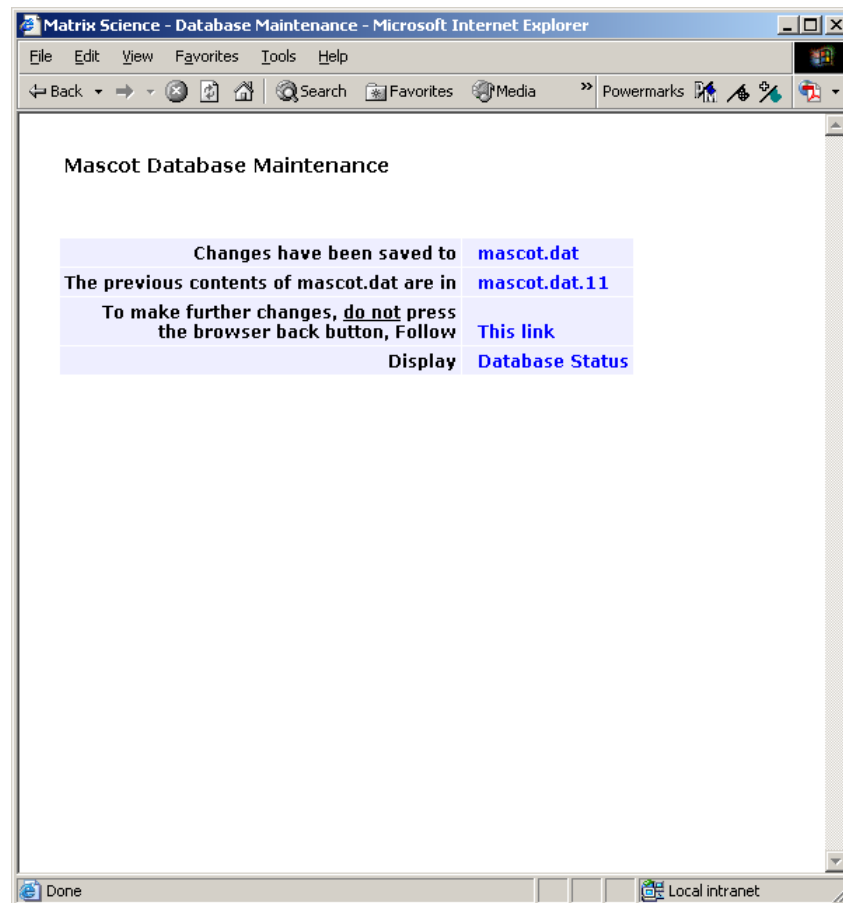 Matrix Science - Database Maintenance - Microsoft Internet Explorer
File Edit View Favorites Tools Help
Back Search Favorites Media » Powermarks
Mascot Database Maintenance
Changes have been saved to mascot.dat
The previous contents of mascot.dat are in mascot.dat.11
To make further changes, do not press
the browser back button, Follow This link
Display Database Status
Done Local intranet